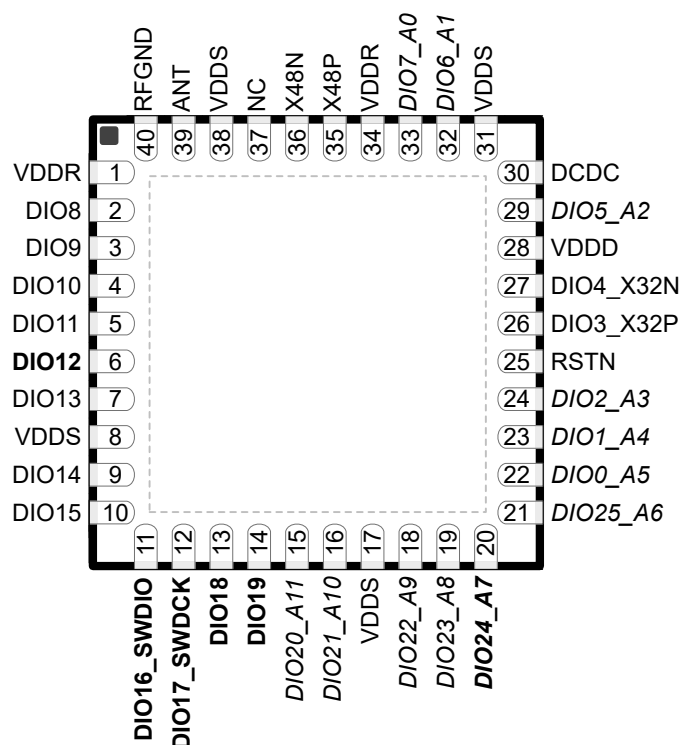 RFGND
ANT
VDDS
NC
X48N
X48P
VDDR
DIO7_A0
DIO6_A1
VDDS
40
39
38
37
36
35
34
33
32
31
VDDR 1
30 DCDC
DIO8 2
29 DIO5_A2
DIO9 3
28 VDDD
DIO10 4
27 DIO4_X32N
DIO11 5
26 DIO3_X32P
DIO12 6
25 RSTN
DIO13 7
24 DIO2_A3
VDDS 8
23 DIO1_A4
DIO14 9
22 DIO0_A5
DIO15 10
21 DIO25_A6
11
12
13
14
15
16
17
18
19
20
DIO16_SWDIO
DIO17_SWDCK
DIO18
DIO19
DIO20_A11
DIO21_A10
VDDS
DIO22_A9
DIO23_A8
DIO24_A7